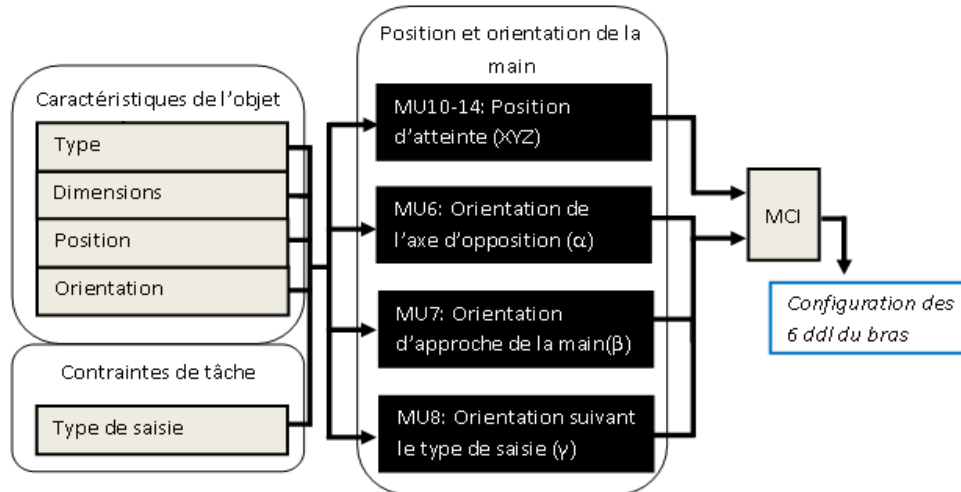 Caractéristiques de l'objet
Type
Dimensions
Position
Orientation
Contraintes de tâche
Type de saisie
Position et orientation de la
main
MU10-14: Position
d'atteinte (XYZ)
MU6: Orientation de
l'axe d'opposition (α)
MU7: Orientation
d'approche de la main(β)
MU8: Orientation suivant
le type de saisie (γ)
MCI
Configuration des
6 ddl du bras